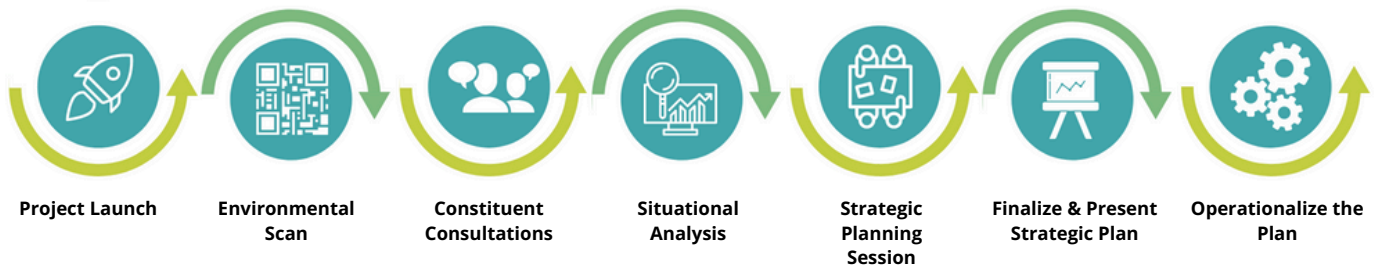 Project Launch
Environmental
Scan
Constituent
Consultations
Situational
Analysis
Strategic
Planning
Session
Finalize & Present
Strategic Plan
Operationalize the
Plan